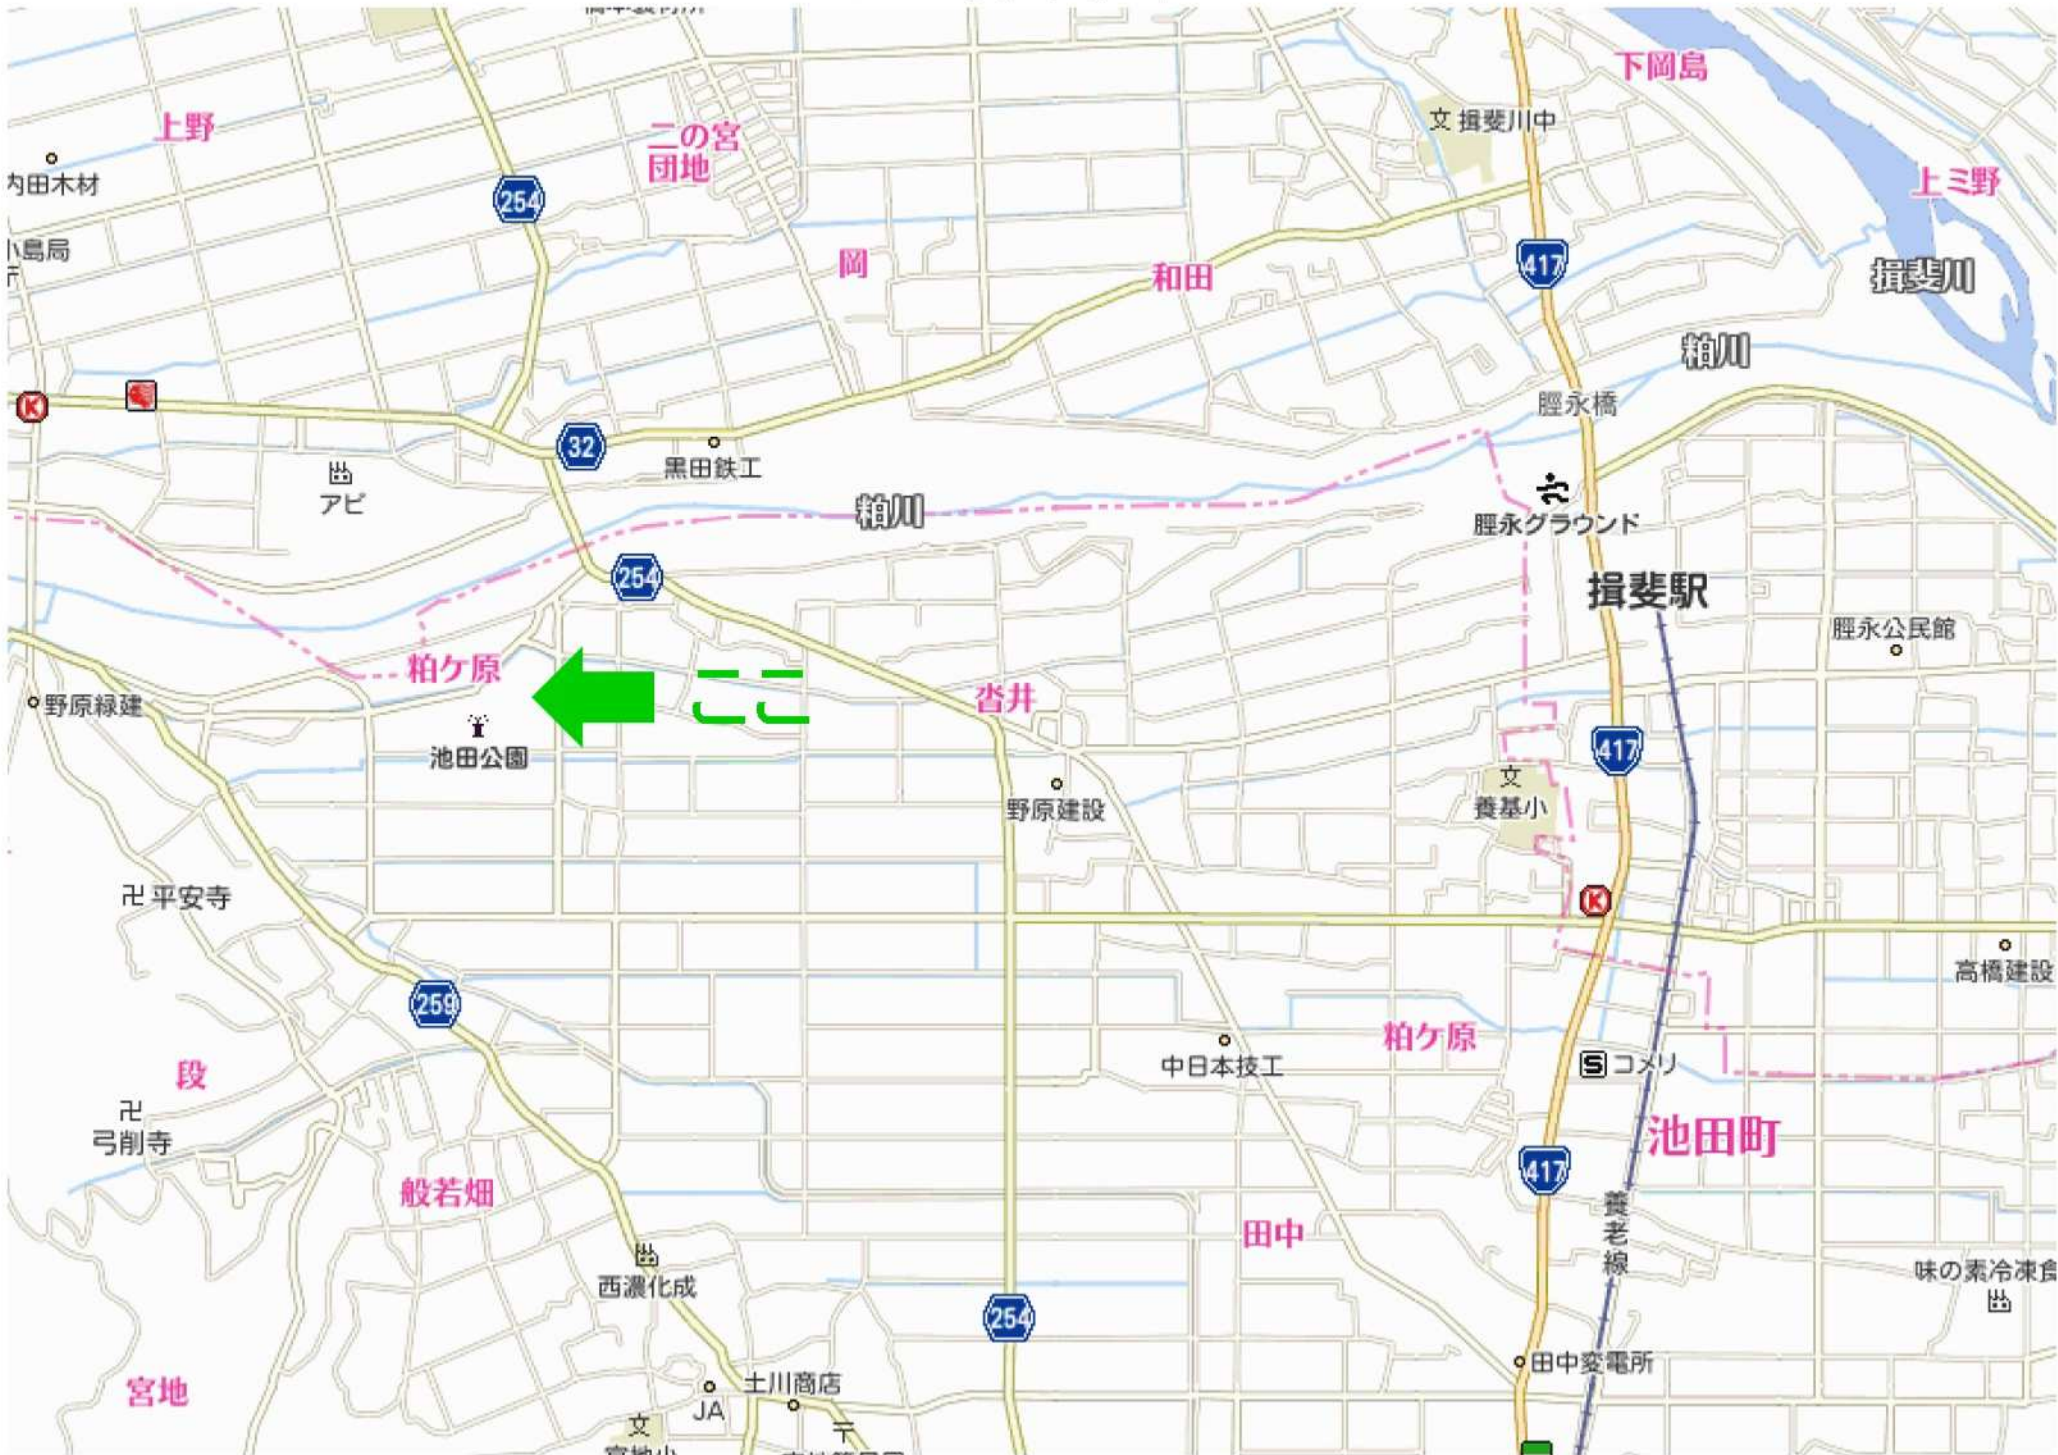 下岡島
揖斐川中
上野
二の宮
団地
内田木材
254
上ミ野
小島局
岡
和田
417
揖斐川
粕川
K
脛永橋
32
黒田鉄工
アピ
粕川
脛永グラウンド
254
揖斐駅
脛永公民館
粕ケ原
ここ
沓井
野原緑建
池田公園
417
文
養基小
野原建設
卍平安寺
K
高橋建設
259
粕ケ原
中日本技工
S コメリ
段
卍
弓削寺
池田町
417
般若畑
養老線
田中
西濃化成
味の素冷凍食
254
田中変電所
宮地
土川商店
JA
文
〒